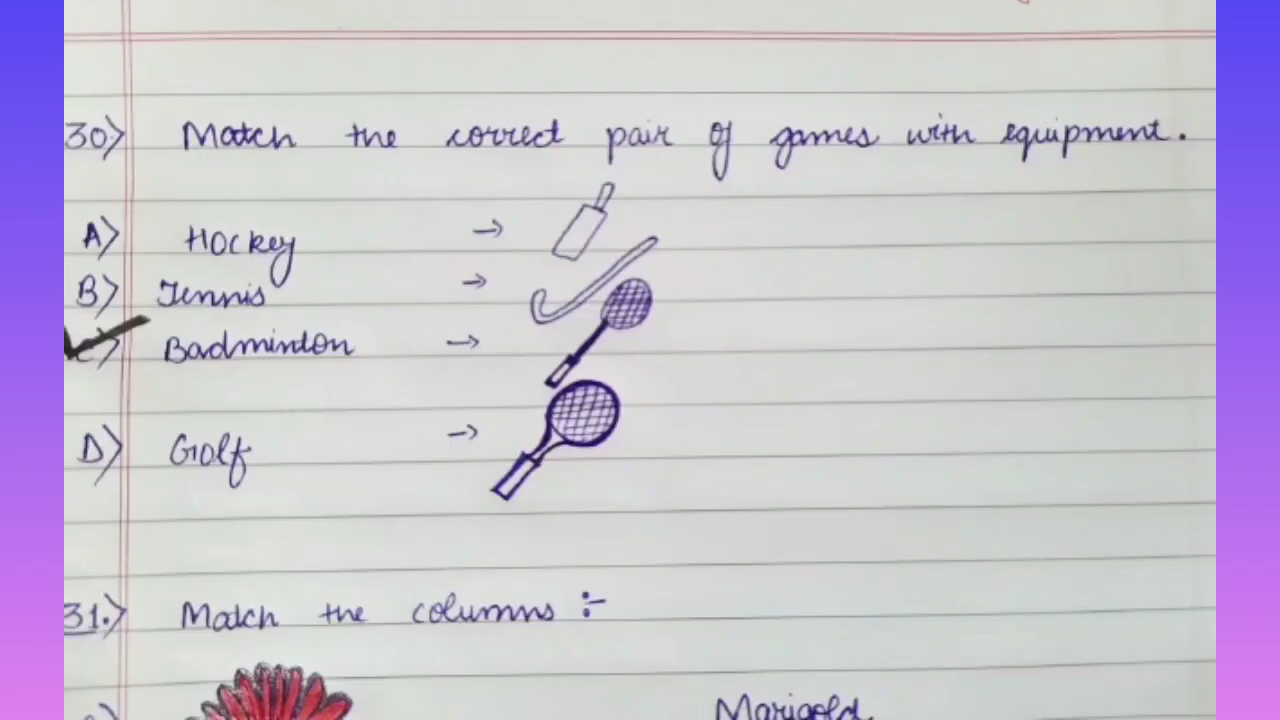 30.) Match the correct pair of games with equipment.
A) Hockey →
B) Tennis →
C) Badminton →
D) Golf →
31.) Match the columns :-
Marigold